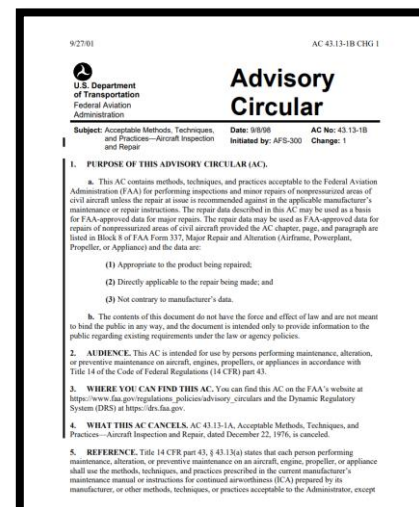 9/27/01 AC 43.13-1B CHG 1
U.S. Department
of Transportation
Federal Aviation
Administration
Advisory
Circular
Subject: Acceptable Methods, Techniques,
and Practices—Aircraft Inspection
and Repair
Date: 9/8/98
Initiated by: AFS-300
AC No: 43.13-1B
Change: 1
1. PURPOSE OF THIS ADVISORY CIRCULAR (AC).
a. This AC contains methods, techniques, and practices acceptable to the Federal Aviation
Administration (FAA) for performing inspections and minor repairs of nonpressurized areas of
civil aircraft unless the repair at issue is recommended against in the applicable manufacturer's
maintenance or repair instructions. The repair data described in this AC may be used as a basis
for FAA-approved data for major repairs. The repair data may be used as FAA-approved data for
repairs of nonpressurized areas of civil aircraft provided the AC chapter, page, and paragraph are
listed in Block 8 of FAA Form 337, Major Repair and Alteration (Airframe, Powerplant,
Propeller, or Appliance) and the data are:
(1) Appropriate to the product being repaired;
(2) Directly applicable to the repair being made; and
(3) Not contrary to manufacturer's data.
b. The contents of this document do not have the force and effect of law and are not meant
to bind the public in any way, and the document is intended only to provide information to the
public regarding existing requirements under the law or agency policies.
2. AUDIENCE. This AC is intended for use by persons performing maintenance, alteration,
or preventive maintenance on aircraft, engines, propellers, or appliances in accordance with
Title 14 of the Code of Federal Regulations (14 CFR) part 43.
3. WHERE YOU CAN FIND THIS AC. You can find this AC on the FAA's website at
https://www.faa.gov/regulations_policies/advisory_circulars and the Dynamic Regulatory
System (DRS) at https://drs.faa.gov.
4. WHAT THIS AC CANCELS. AC 43.13-1A, Acceptable Methods, Techniques, and
Practices—Aircraft Inspection and Repair, dated December 22, 1976, is canceled.
5. REFERENCE. Title 14 CFR part 43, § 43.13(a) states that each person performing
maintenance, alteration, or preventive maintenance on an aircraft, engine, propeller, or appliance
shall use the methods, techniques, and practices prescribed in the current manufacturer's
maintenance manual or instructions for continued airworthiness (ICA) prepared by its
manufacturer, or other methods, techniques, or practices acceptable to the Administrator, except